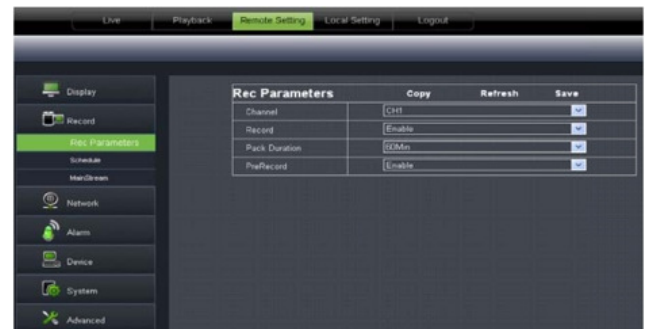 Live Playback Remote Setting Local Setting Logout
Display
Record
Rec Parameters
Schedule
MainStream
Network
Alarm
Device
System
Advanced
Rec Parameters Copy Refresh Save
Channel CH1
Record Enable
Pack Duration 60Min
PreRecord Enable